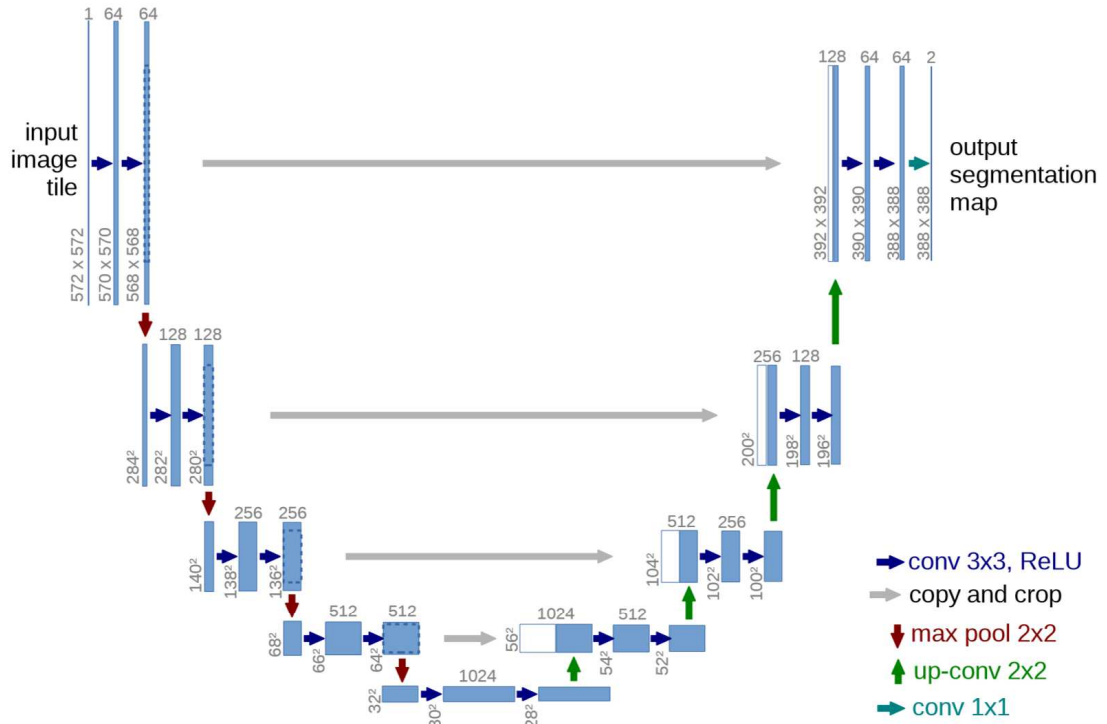 1
64
64
input
image
tile
572 x 572
570 x 570
568 x 568
128
64
64
2
output
segmentation
map
392 x 392
390 x 390
388 x 388
388 x 388
128
128
284²
282²
280²
256
128
200²
198²
196²
256
256
140²
138²
136²
512
256
104²
102²
100²
512
512
68²
66²
64²
1024
512
56²
54²
52²
1024
32²
30²
28²
conv 3x3, ReLU
copy and crop
max pool 2x2
up-conv 2x2
conv 1x1